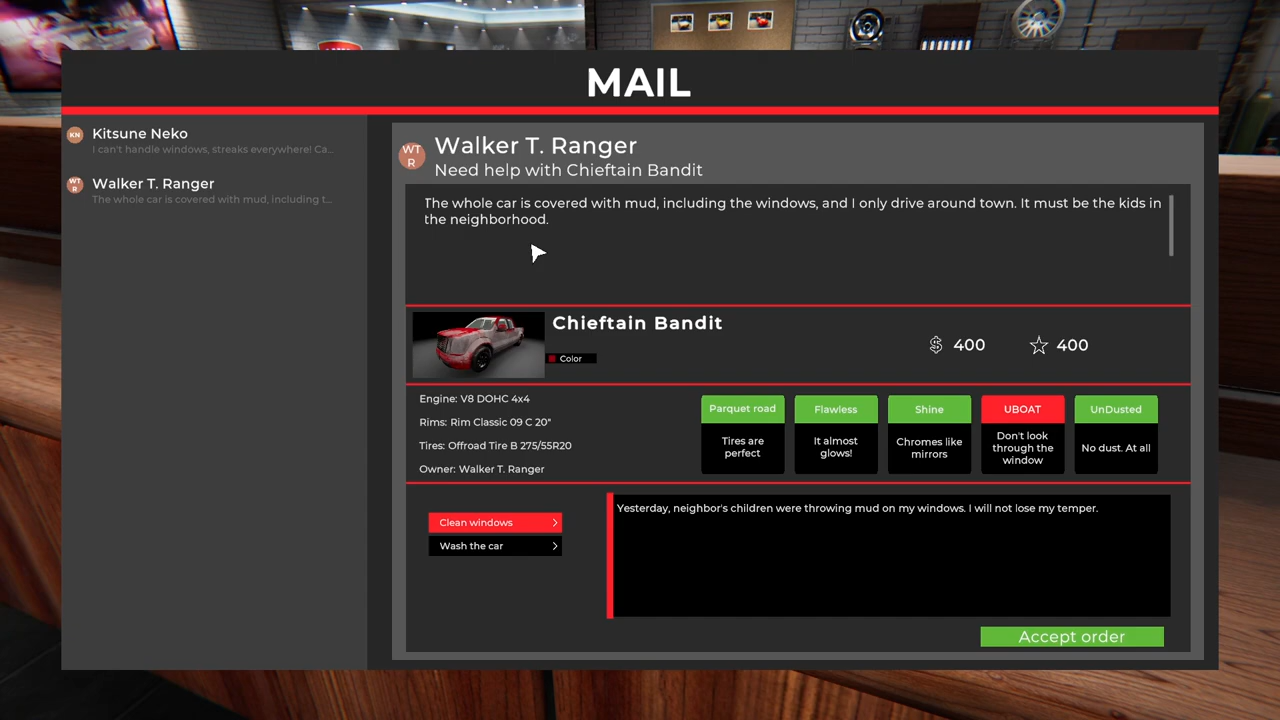 MAIL
KN
Kitsune Neko
I can't handle windows, streaks everywhere! Ca...
WT
R
Walker T. Ranger
The whole car is covered with mud, including t...
WT
R
Walker T. Ranger
Need help with Chieftain Bandit
The whole car is covered with mud, including the windows, and I only drive around town. It must be the kids in
the neighborhood.
Chieftain Bandit
Color
$ 400
400
Engine: V8 DOHC 4x4
Rims: Rim Classic 09 C 20"
Tires: Offroad Tire B 275/55R20
Owner: Walker T. Ranger
Parquet road
Tires are
perfect
Flawless
It almost
glows!
Shine
Chromes like
mirrors
UBOAT
Don't look
through the
window
UnDusted
No dust. At all
Clean windows
Wash the car
Yesterday, neighbor's children were throwing mud on my windows. I will not lose my temper.
Accept order